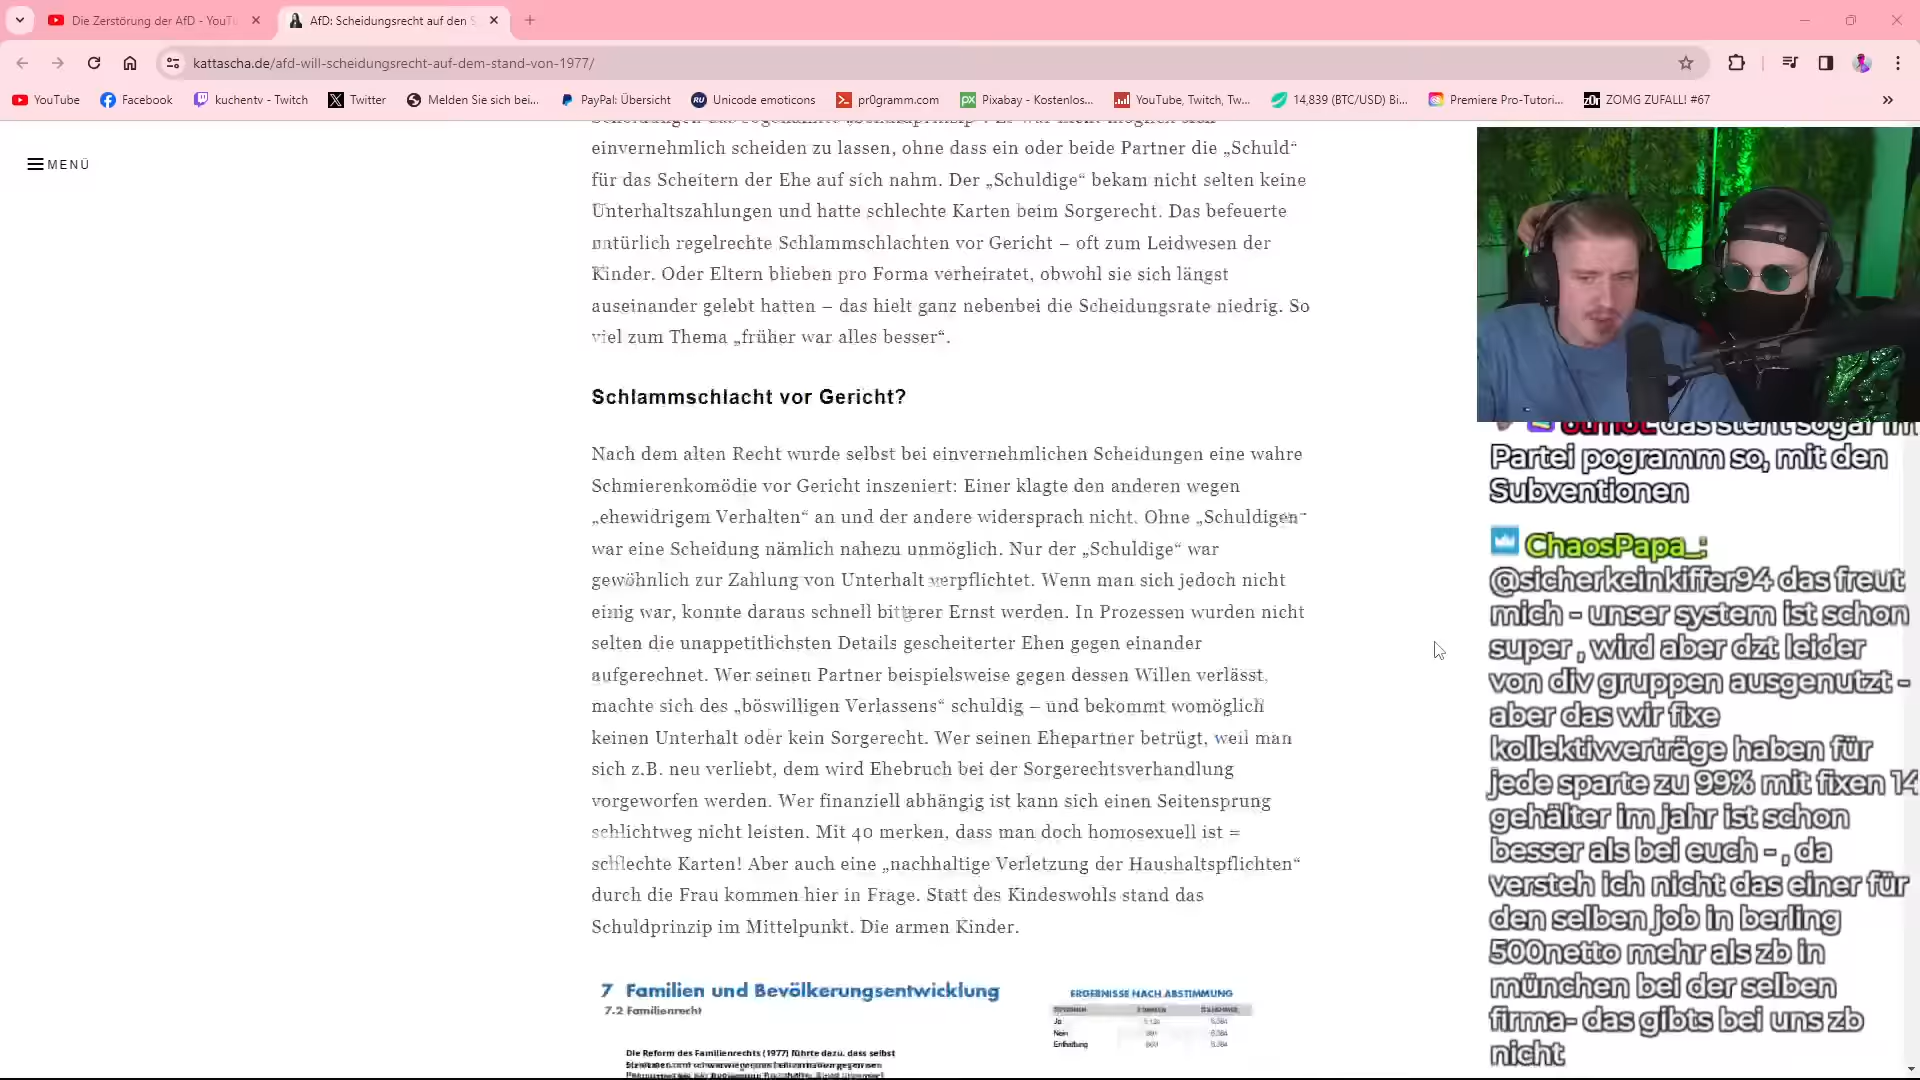 Die Zerstörung der AfD - YouTu
AfD: Scheidungsrecht auf den S
kattascha.de/afd-will-scheidungsrecht-auf-dem-stand-von-1977/
YouTube
Facebook
kuchentv - Twitch
Twitter
Melden Sie sich bei...
PayPal: Übersicht
Unicode emoticons
pr0gramm.com
Pixabay - Kostenlos...
YouTube, Twitch, Tw...
14,839 (BTC/USD) Bi...
Premiere Pro-Tutori...
ZOMG ZUFALL! #67
MENÜ
einvernehmlich scheiden zu lassen, ohne dass ein oder beide Partner die „Schuld“
für das Scheitern der Ehe auf sich nahm. Der „Schuldige“ bekam nicht selten keine
Unterhaltszahlungen und hatte schlechte Karten beim Sorgerecht. Das befeuerte
natürlich regelrechte Schlammschlachten vor Gericht – oft zum Leidwesen der
Kinder. Oder Eltern blieben pro Forma verheiratet, obwohl sie sich längst
auseinander gelebt hatten – das hielt ganz nebenbei die Scheidungsrate niedrig. So
viel zum Thema „früher war alles besser“.
Schlammschlacht vor Gericht?
Nach dem alten Recht wurde selbst bei einvernehmlichen Scheidungen eine wahre
Schmierenkomödie vor Gericht inszeniert: Einer klagte den anderen wegen
„ehewidrigem Verhalten“ an und der andere widersprach nicht. Ohne „Schuldigen“
war eine Scheidung nämlich nahezu unmöglich. Nur der „Schuldige“ war
gewöhnlich zur Zahlung von Unterhalt verpflichtet. Wenn man sich jedoch nicht
einig war, konnte daraus schnell bitterer Ernst werden. In Prozessen wurden nicht
selten die unappetitlichsten Details gescheiterter Ehen gegen einander
aufgerechnet. Wer seinen Partner beispielsweise gegen dessen Willen verlässt,
machte sich des „böswilligen Verlassens“ schuldig – und bekommt womöglich
keinen Unterhalt oder kein Sorgerecht. Wer seinen Ehepartner betrügt, weil man
sich z.B. neu verliebt, dem wird Ehebruch bei der Sorgerechtsverhandlung
vorgeworfen werden. Wer finanziell abhängig ist kann sich einen Seitensprung
schlichtweg nicht leisten. Mit 40 merken, dass man doch homosexuell ist =
schlechte Karten! Aber auch eine „nachhaltige Verletzung der Haushaltspflichten“
durch die Frau kommen hier in Frage. Statt des Kindeswohls stand das
Schuldprinzip im Mittelpunkt. Die armen Kinder.
7 Familien und Bevölkerungsentwicklung
7.2 Familienrecht
ERGEBNISSE NACH ABSTIMMUNG
Ja
Nein
Enthaltung
Die Reform des Familienrechts (1977) führte dazu, dass selbst
das steht sogar im
Partei pogramm so, mit den
Subventionen
ChaosPapa_:
@sicherkeinkiffer94 das freut
mich - unser system ist schon
super , wird aber dzt leider
von div gruppen ausgenutzt -
aber das wir fixe
kollektivverträge haben für
jede sparte zu 99% mit fixen 14
gehälter im jahr ist schon
besser als bei euch - , da
versteh ich nicht das einer für
den selben job in berling
500netto mehr als zb in
münchen bei der selben
firma- das gibts bei uns zb
nicht